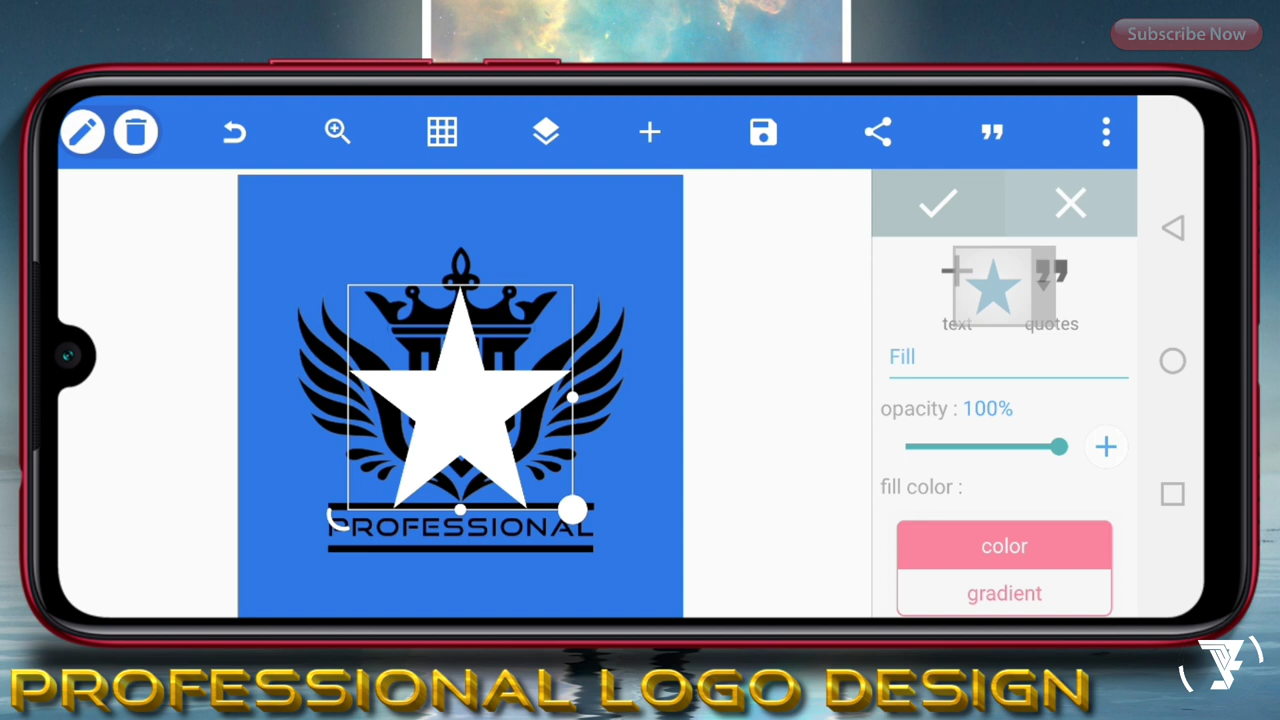 Subscribe Now
text quotes
Fill
opacity : 100%
fill color :
color
gradient
PROFESSIONAL
PROFESSIONAL LOGO DESIGN